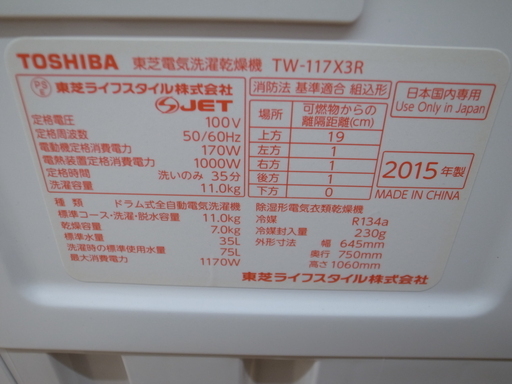 TOSHIBA 東芝電気洗濯乾燥機 TW-117X3R
東芝ライフスタイル株式会社
JET
定格電圧 100V
定格周波数 50/60Hz
電動機定格消費電力 170W
電熱装置定格消費電力 1000W
定格時間 洗いのみ 35分
洗濯容量 11.0kg
消防法 基準適合 組込形
場所 可燃物からの離隔距離(cm)
上方 19
左方 1
右方 1
後方 1
下方 0
日本国内専用
Use Only in Japan
2015年製
MADE IN CHINA
種類 ドラム式全自動電気洗濯機
標準コース・洗濯・脱水容量 11.0kg
乾燥容量 7.0kg
標準水量 35L
洗濯時の標準使用水量 75L
最大消費電力 1170W
除湿形電気衣類乾燥機
冷媒 R134a
冷媒封入量 230g
外形寸法 幅 645mm
奥行 750mm
高さ 1060mm
東芝ライフスタイル株式会社